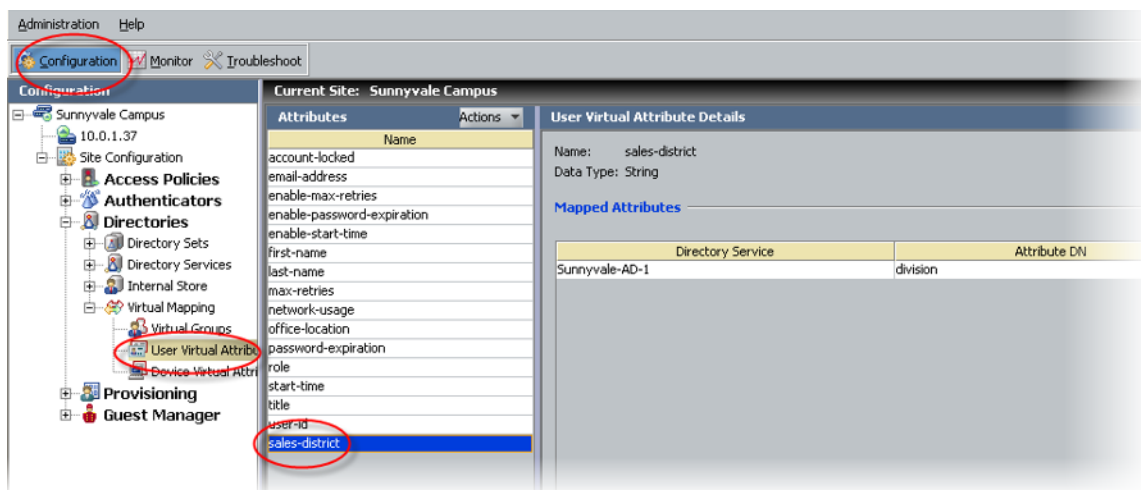 Administration Help
Configuration Monitor Troubleshoot
Configuration
Sunnyvale Campus
10.0.1.37
Site Configuration
Access Policies
Authenticators
Directories
Directory Sets
Directory Services
Internal Store
Virtual Mapping
Virtual Groups
User Virtual Attribu
Device Virtual Attri
Provisioning
Guest Manager
Current Site: Sunnyvale Campus
Attributes Actions
Name
account-locked
email-address
enable-max-retries
enable-password-expiration
enable-start-time
first-name
last-name
max-retries
network-usage
office-location
password-expiration
role
start-time
title
user-id
sales-district
User Virtual Attribute Details
Name: sales-district
Data Type: String
Mapped Attributes
Directory Service Attribute DN
Sunnyvale-AD-1 division